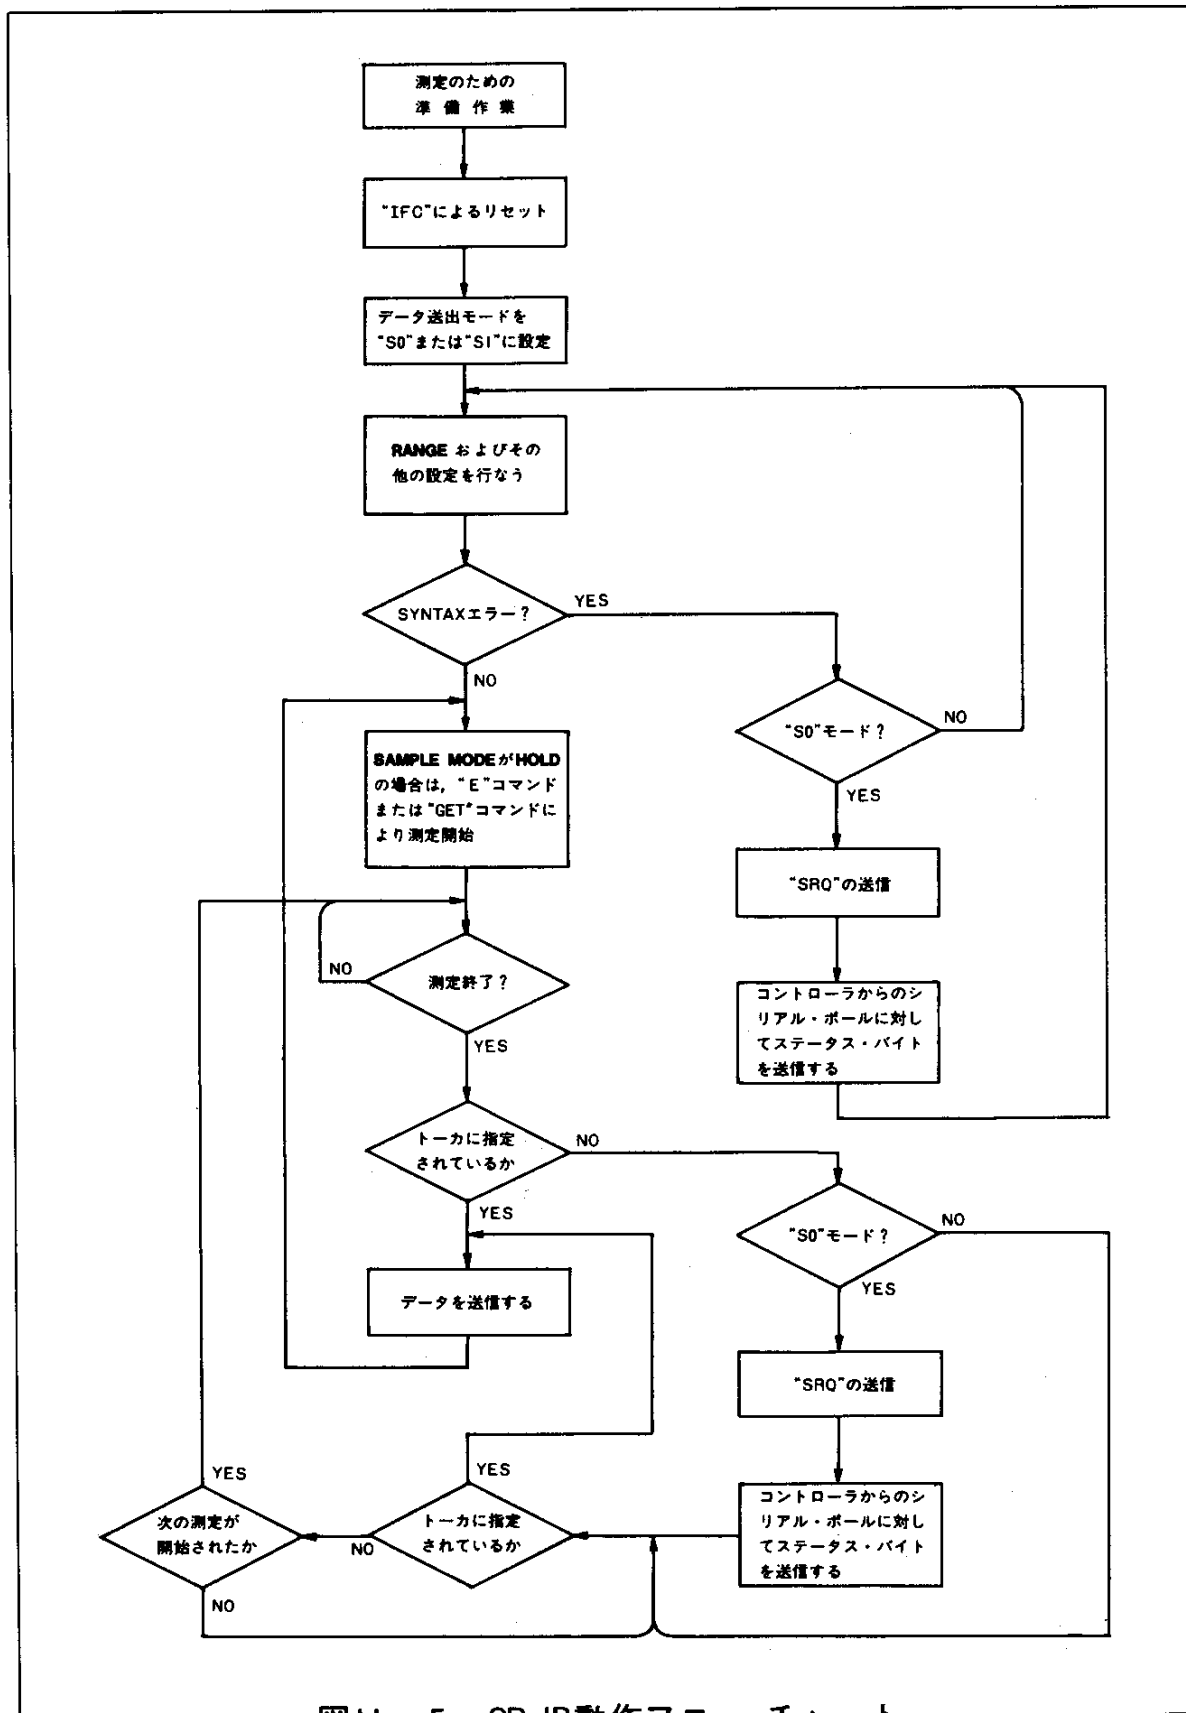 測定のための
準備作業
“IFC”によるリセット
データ送出モードを
“S0”または“S1”に設定
RANGE およびその
他の設定を行なう
SYNTAXエラー?
YES
NO
“S0”モード?
NO
YES
SAMPLE MODEがHOLD
の場合は,“E”コマンド
または“GET”コマンドに
より測定開始
“SRQ”の送信
測定終了?
NO
YES
コントローラからのシ
リアル・ポールに対し
てステータス・バイト
を送信する
トーカに指定
されているか
NO
YES
“S0”モード?
NO
YES
データを送信する
“SRQ”の送信
コントローラからのシ
リアル・ポールに対し
てステータス・バイト
を送信する
トーカに指定
されているか
YES
NO
次の測定が
開始されたか
YES
NO